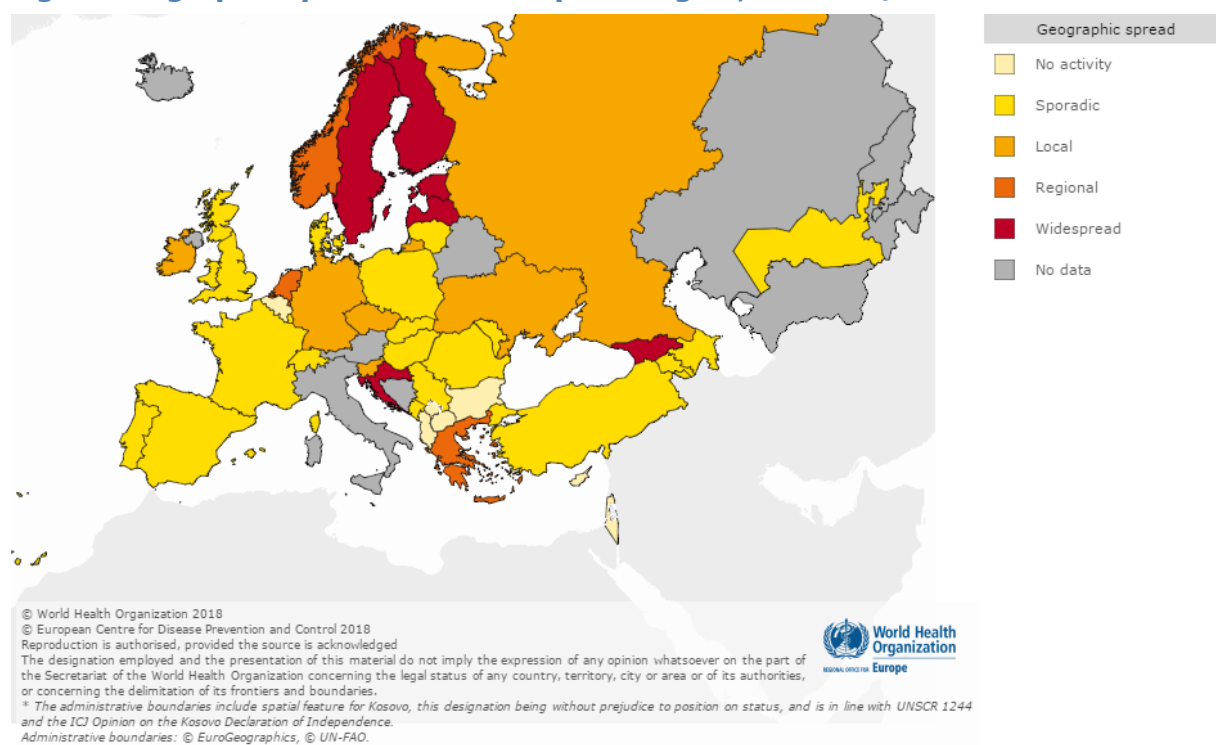 Geographic spread
No activity
Sporadic
Local
Regional
Widespread
No data
© World Health Organization 2018
© European Centre for Disease Prevention and Control 2018
Reproduction is authorised, provided the source is acknowledged
The designation employed and the presentation of this material do not imply the expression of any opinion whatsoever on the part of
the Secretariat of the World Health Organization concerning the legal status of any country, territory, city or area or of its authorities,
or concerning the delimitation of its frontiers and boundaries.
* The administrative boundaries include spatial feature for Kosovo, this designation being without prejudice to position on status, and is in line with UNSCR 1244
and the ICJ Opinion on the Kosovo Declaration of Independence.
Administrative boundaries: © EuroGeographics, © UN-FAO.
World Health
Organization
REGIONAL OFFICE FOR Europe